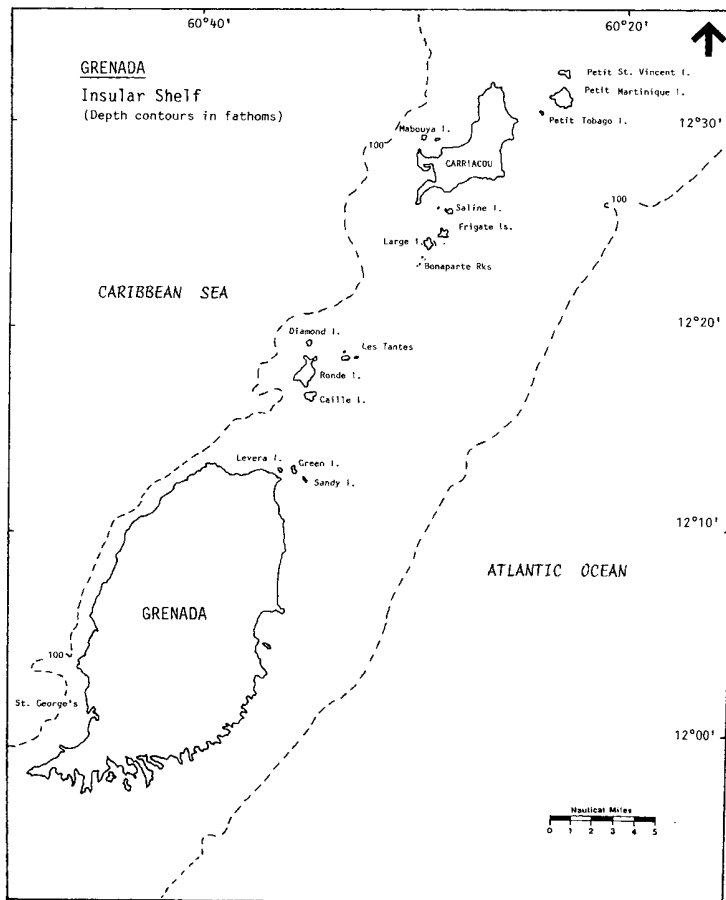 60°40'
60°20'
GRENADA
Insular Shelf
(Depth contours in fathoms)
Petit St. Vincent I.
Petit Martinique I.
Petit Tobago I.
12°30'
Mabouya I.
100
CARRIACOU
100
Saline I.
Frigate Is.
Large I.
Bonaparte Rks
CARIBBEAN SEA
12°20'
Diamond I.
Les Tantes
Ronde I.
Caille I.
Levera I.
Green I.
Sandy I.
12°10'
ATLANTIC OCEAN
GRENADA
100
St. George's
12°00'
Nautical Miles
0 1 2 3 4 5